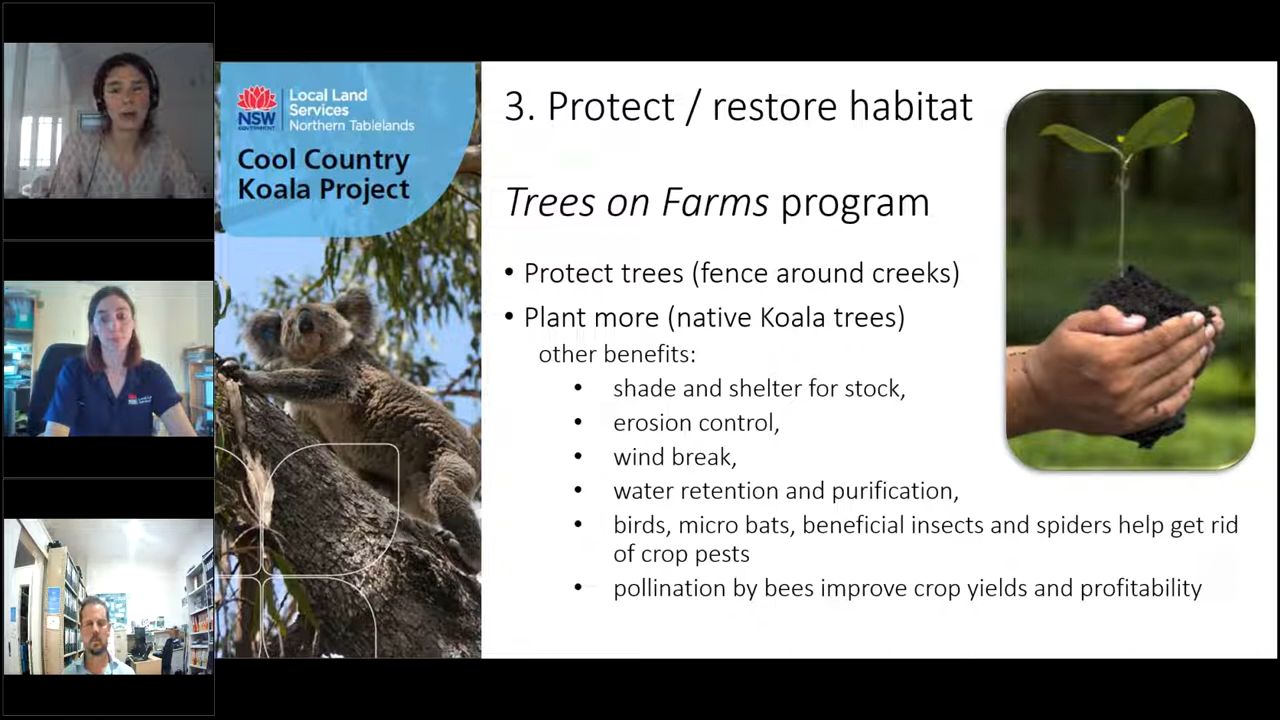 Local Land
Services
Northern Tablelands
NSW
GOVERNMENT
Cool Country
Koala Project
3. Protect / restore habitat
Trees on Farms program
• Protect trees (fence around creeks)
• Plant more (native Koala trees)
other benefits:
• shade and shelter for stock,
• erosion control,
• wind break,
• water retention and purification,
• birds, micro bats, beneficial insects and spiders help get rid
of crop pests
• pollination by bees improve crop yields and profitability